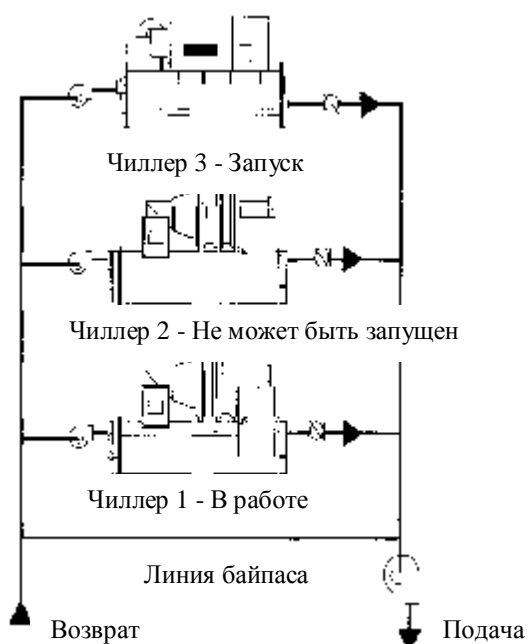 Чиллер 3 - Запуск
Чиллер 2 - Не может быть запущен
Чиллер 1 - В работе
Линия байпаса
Возврат
Подача